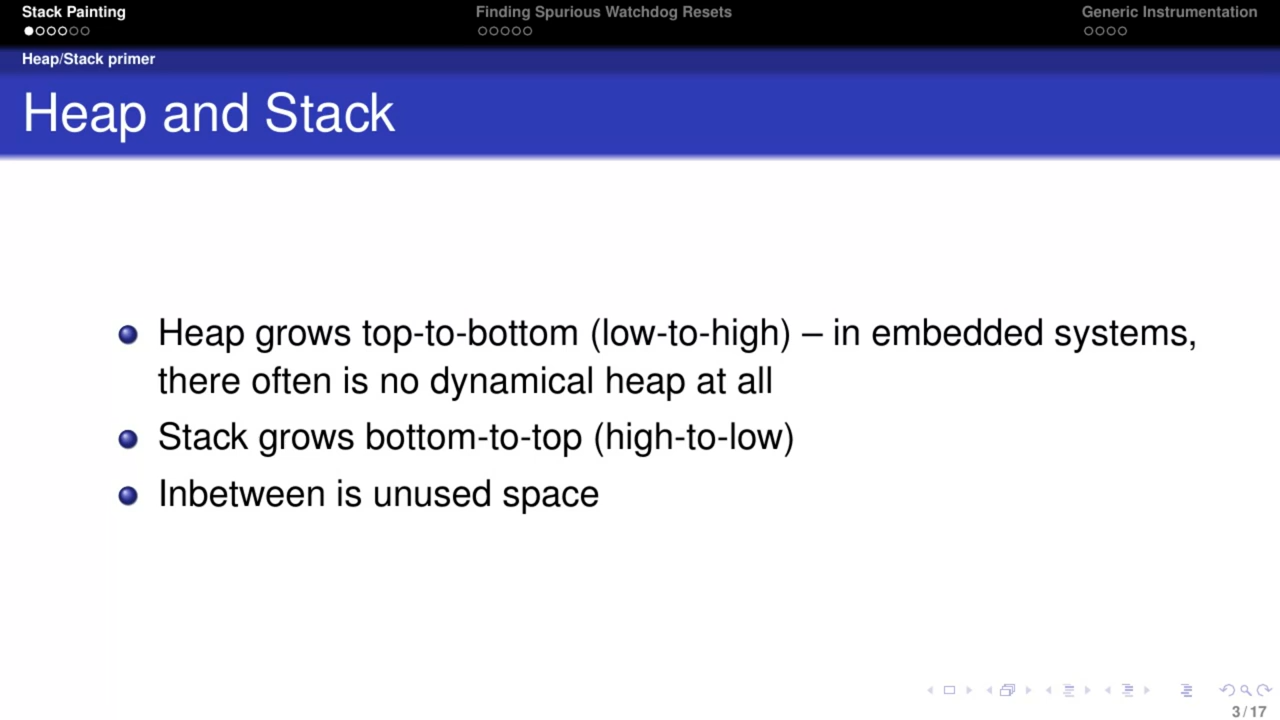 Stack Painting
Finding Spurious Watchdog Resets
Generic Instrumentation
Heap/Stack primer
Heap and Stack
Heap grows top-to-bottom (low-to-high) – in embedded systems,
there often is no dynamical heap at all
Stack grows bottom-to-top (high-to-low)
Inbetween is unused space
3/17